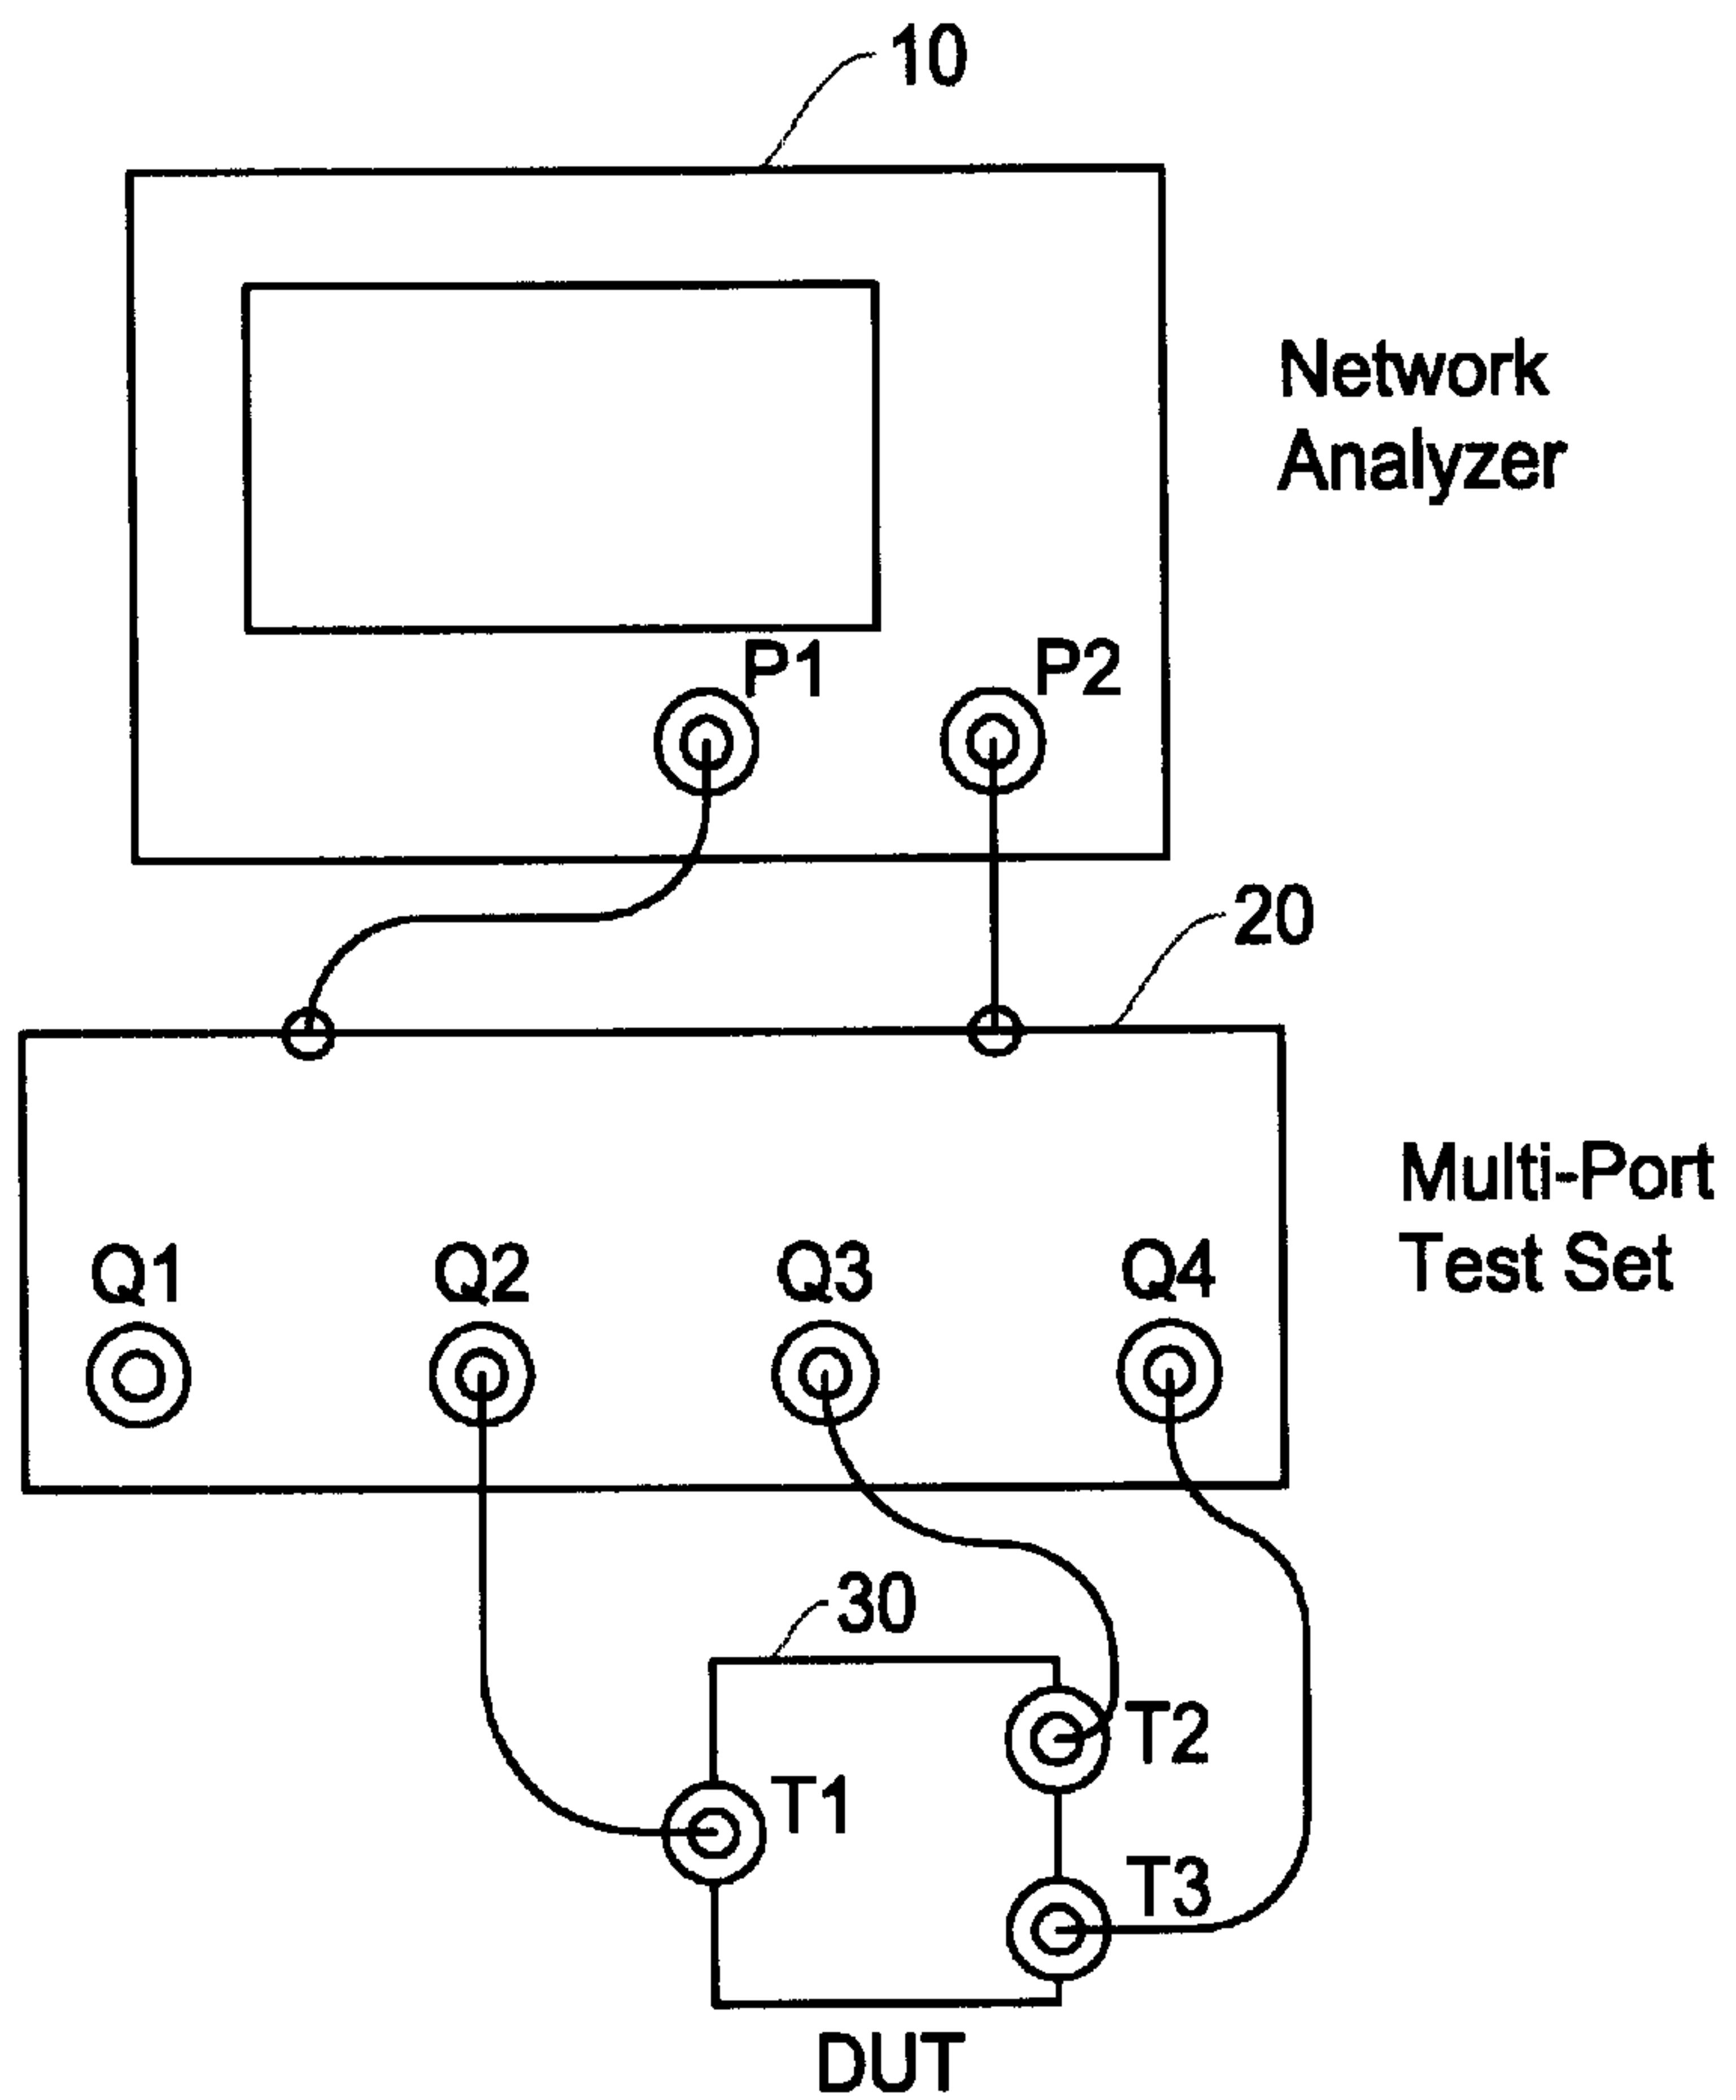 10
Network
Analyzer
P1 P2
20
Multi-Port
Test Set
Q1 Q2 Q3 Q4
30
T2
T1
T3
DUT